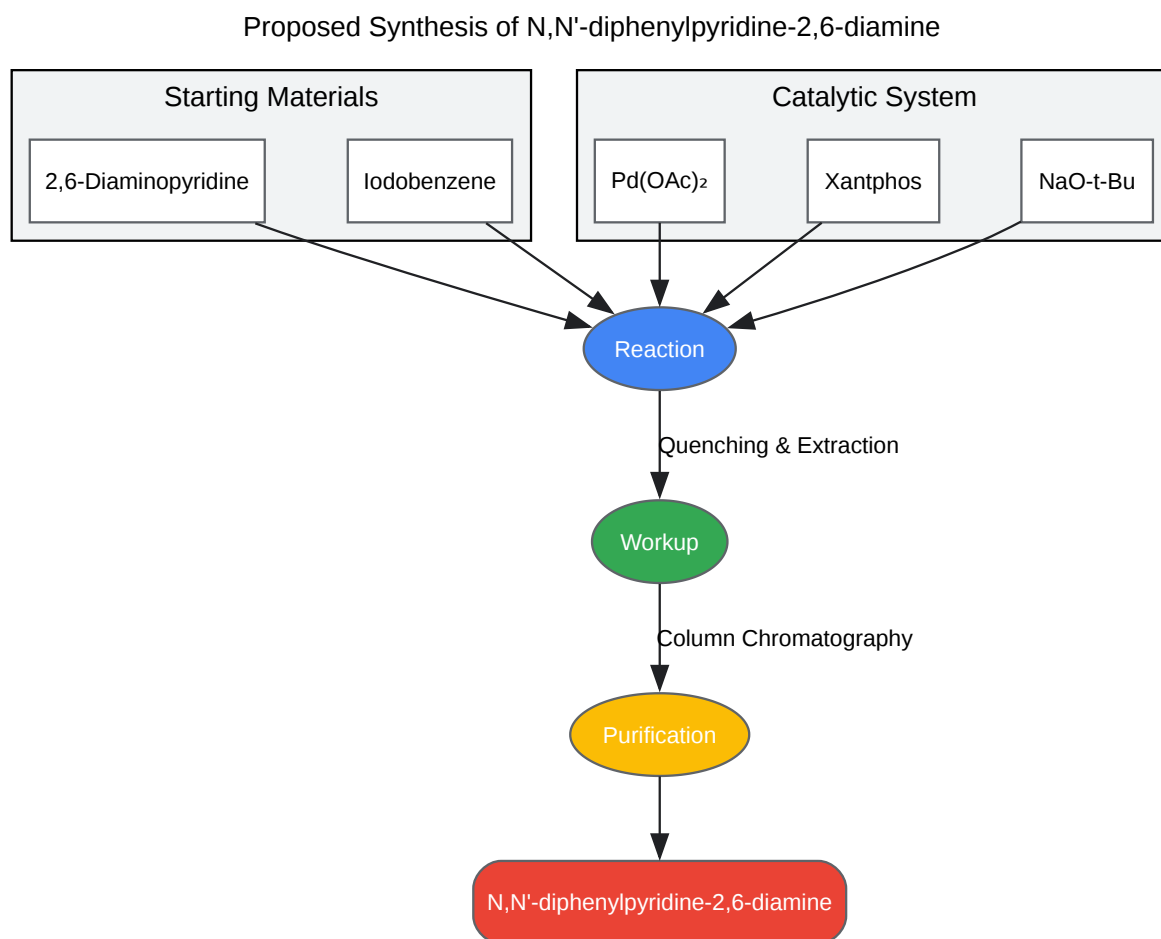 Proposed Synthesis of N,N'-diphenylpyridine-2,6-diamine
Starting Materials
Catalytic System
2,6-Diaminopyridine
Iodobenzene
Pd(OAc)₂
Xantphos
NaO-t-Bu
Reaction
Quenching & Extraction
Workup
Column Chromatography
Purification
N,N'-diphenylpyridine-2,6-diamine